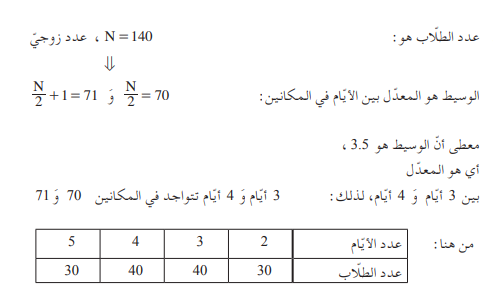 عدد الطلّاب هو: N = 140 ، عدد زوجيّ
⇓
الوسيط هو المعدّل بين الأيّام في المكانين: N/2 = 70 وَ N/2 + 1 = 71
معطى أنّ الوسيط هو 3.5 ،
أي هو المعدّل
بين 3 أيّام وَ 4 أيّام، لذلك: 3 أيّام وَ 4 أيّام تتواجد في المكانين 70 وَ 71
من هنا:
عدد الأيّام 2 3 4 5
عدد الطلّاب 30 40 40 30